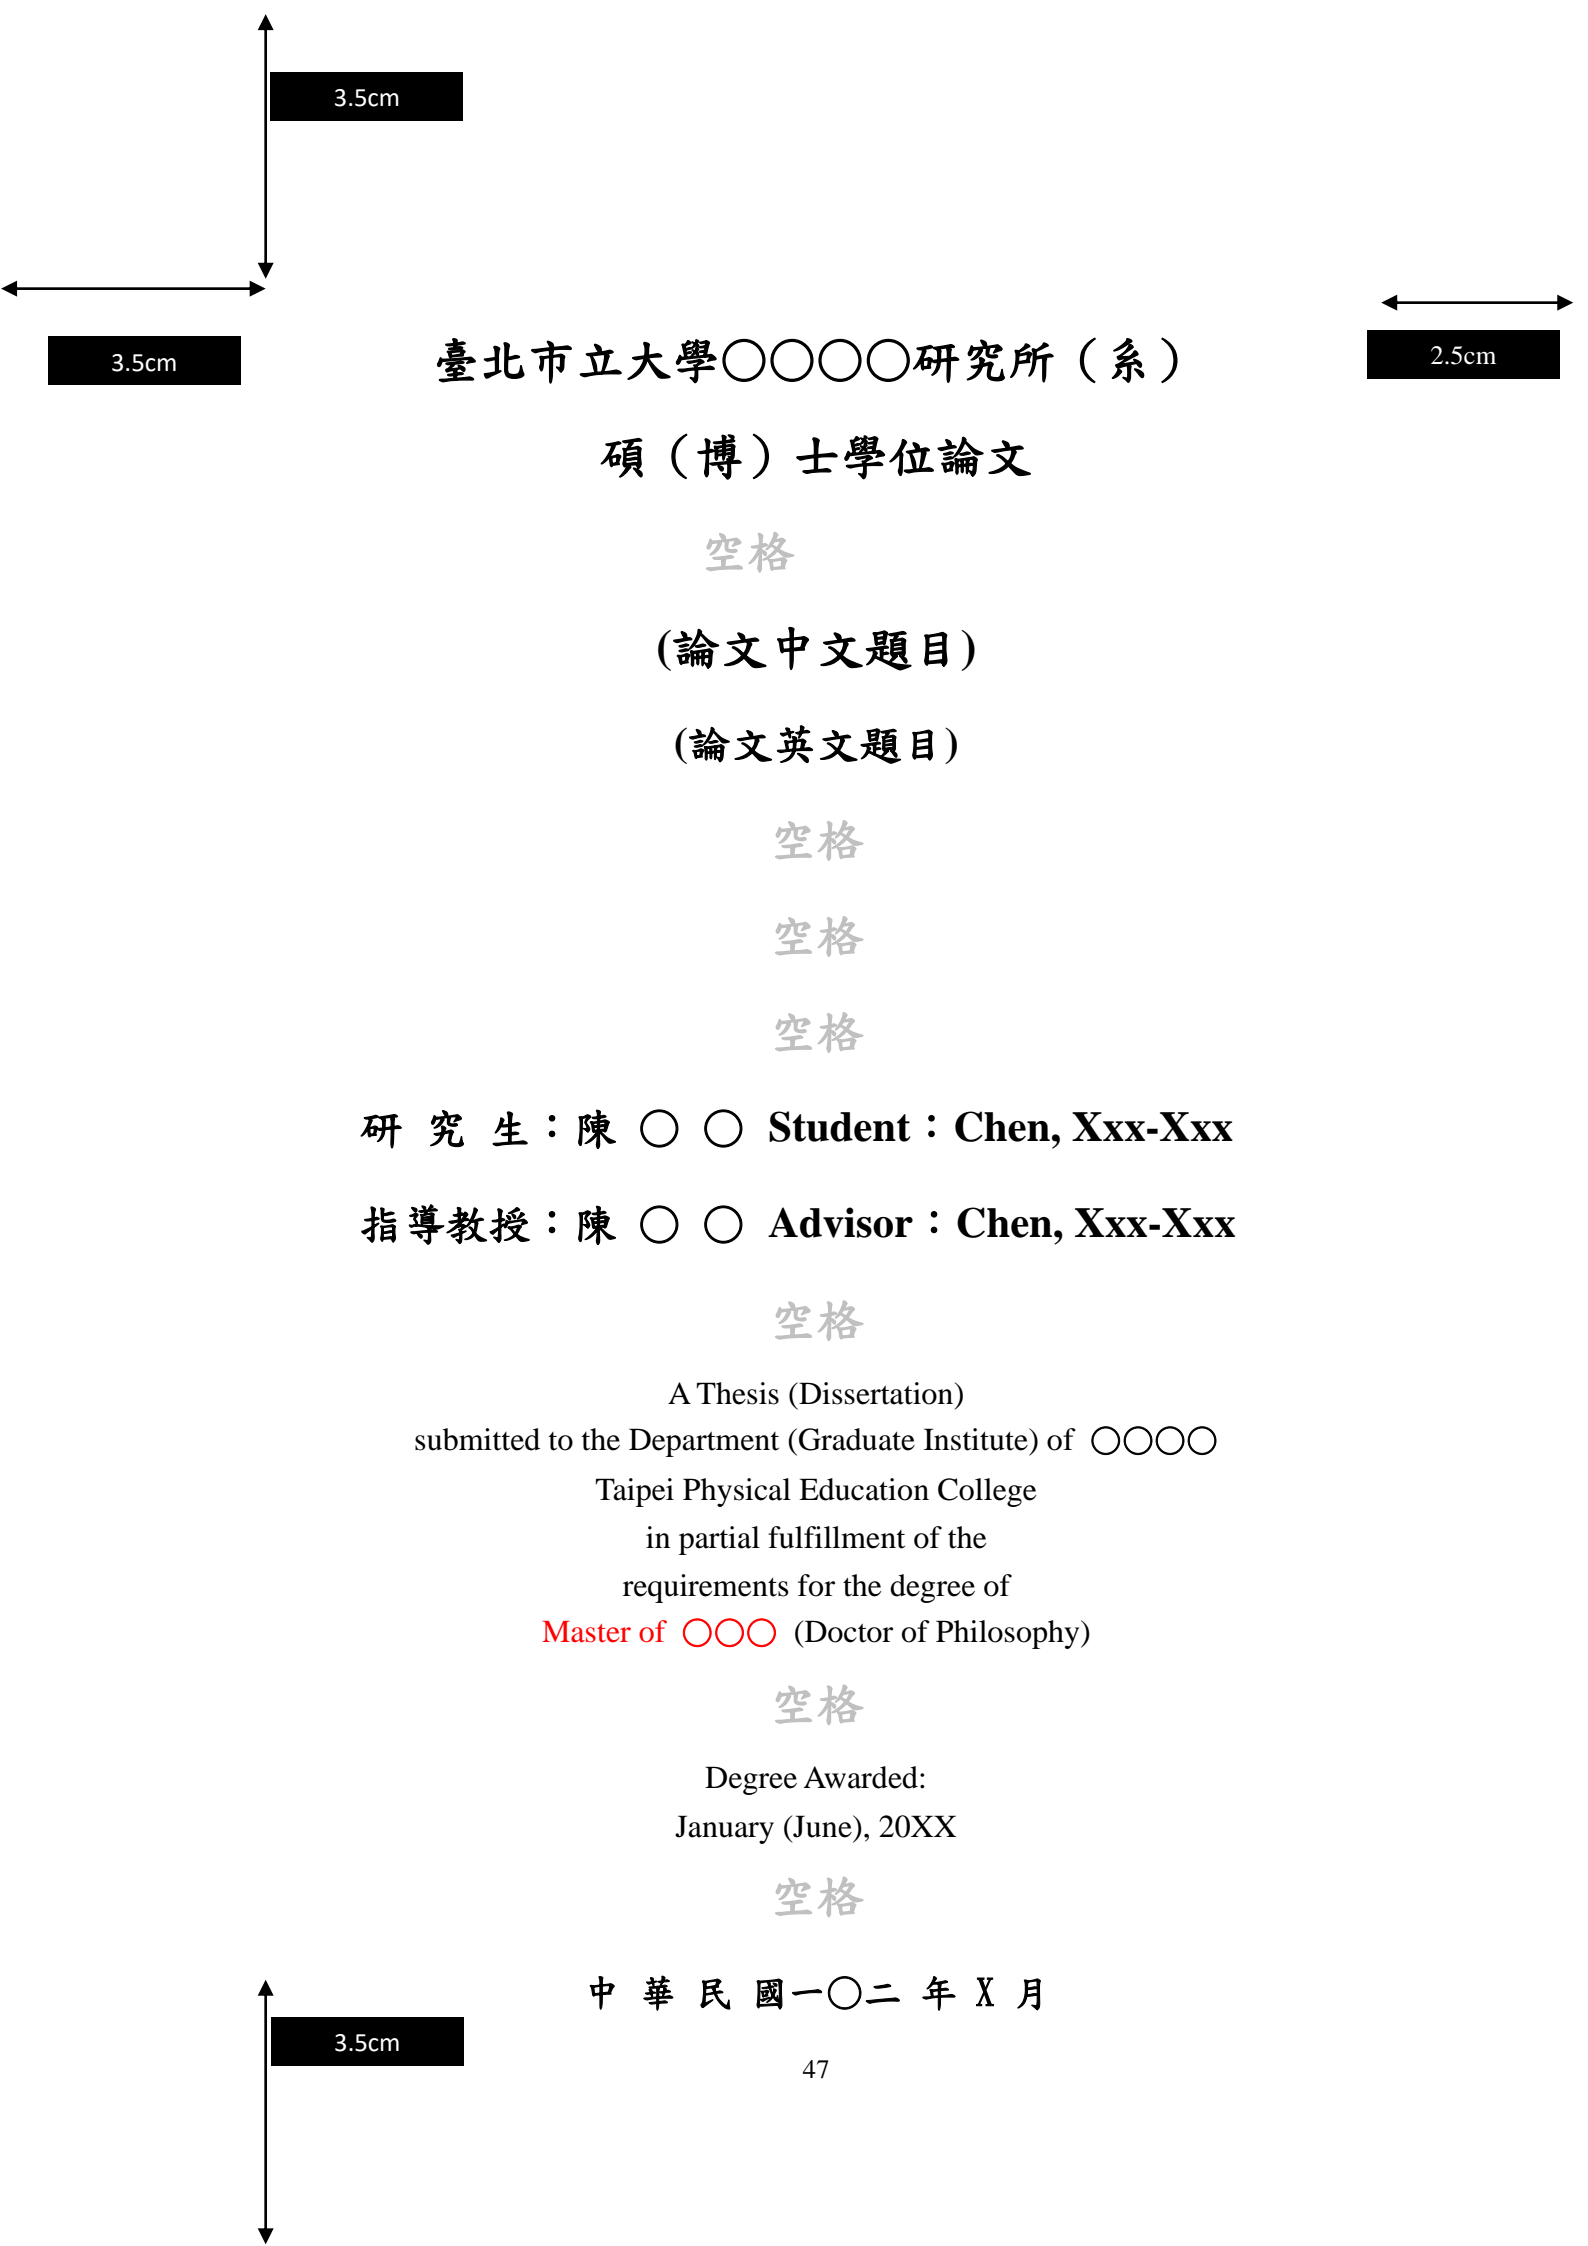 3.5cm
3.5cm
2.5cm
臺北市立大學○○○○研究所（系）
碩（博）士學位論文
空格
(論文中文題目)
(論文英文題目)
空格
空格
空格
研 究 生：陳 ○ ○ Student：Chen, Xxx-Xxx
指導教授：陳 ○ ○ Advisor：Chen, Xxx-Xxx
空格
A Thesis (Dissertation)
submitted to the Department (Graduate Institute) of ○○○○
Taipei Physical Education College
in partial fulfillment of the
requirements for the degree of
Master of ○○○ (Doctor of Philosophy)
空格
Degree Awarded:
January (June), 20XX
空格
中 華 民 國一○二 年 X 月
3.5cm
47